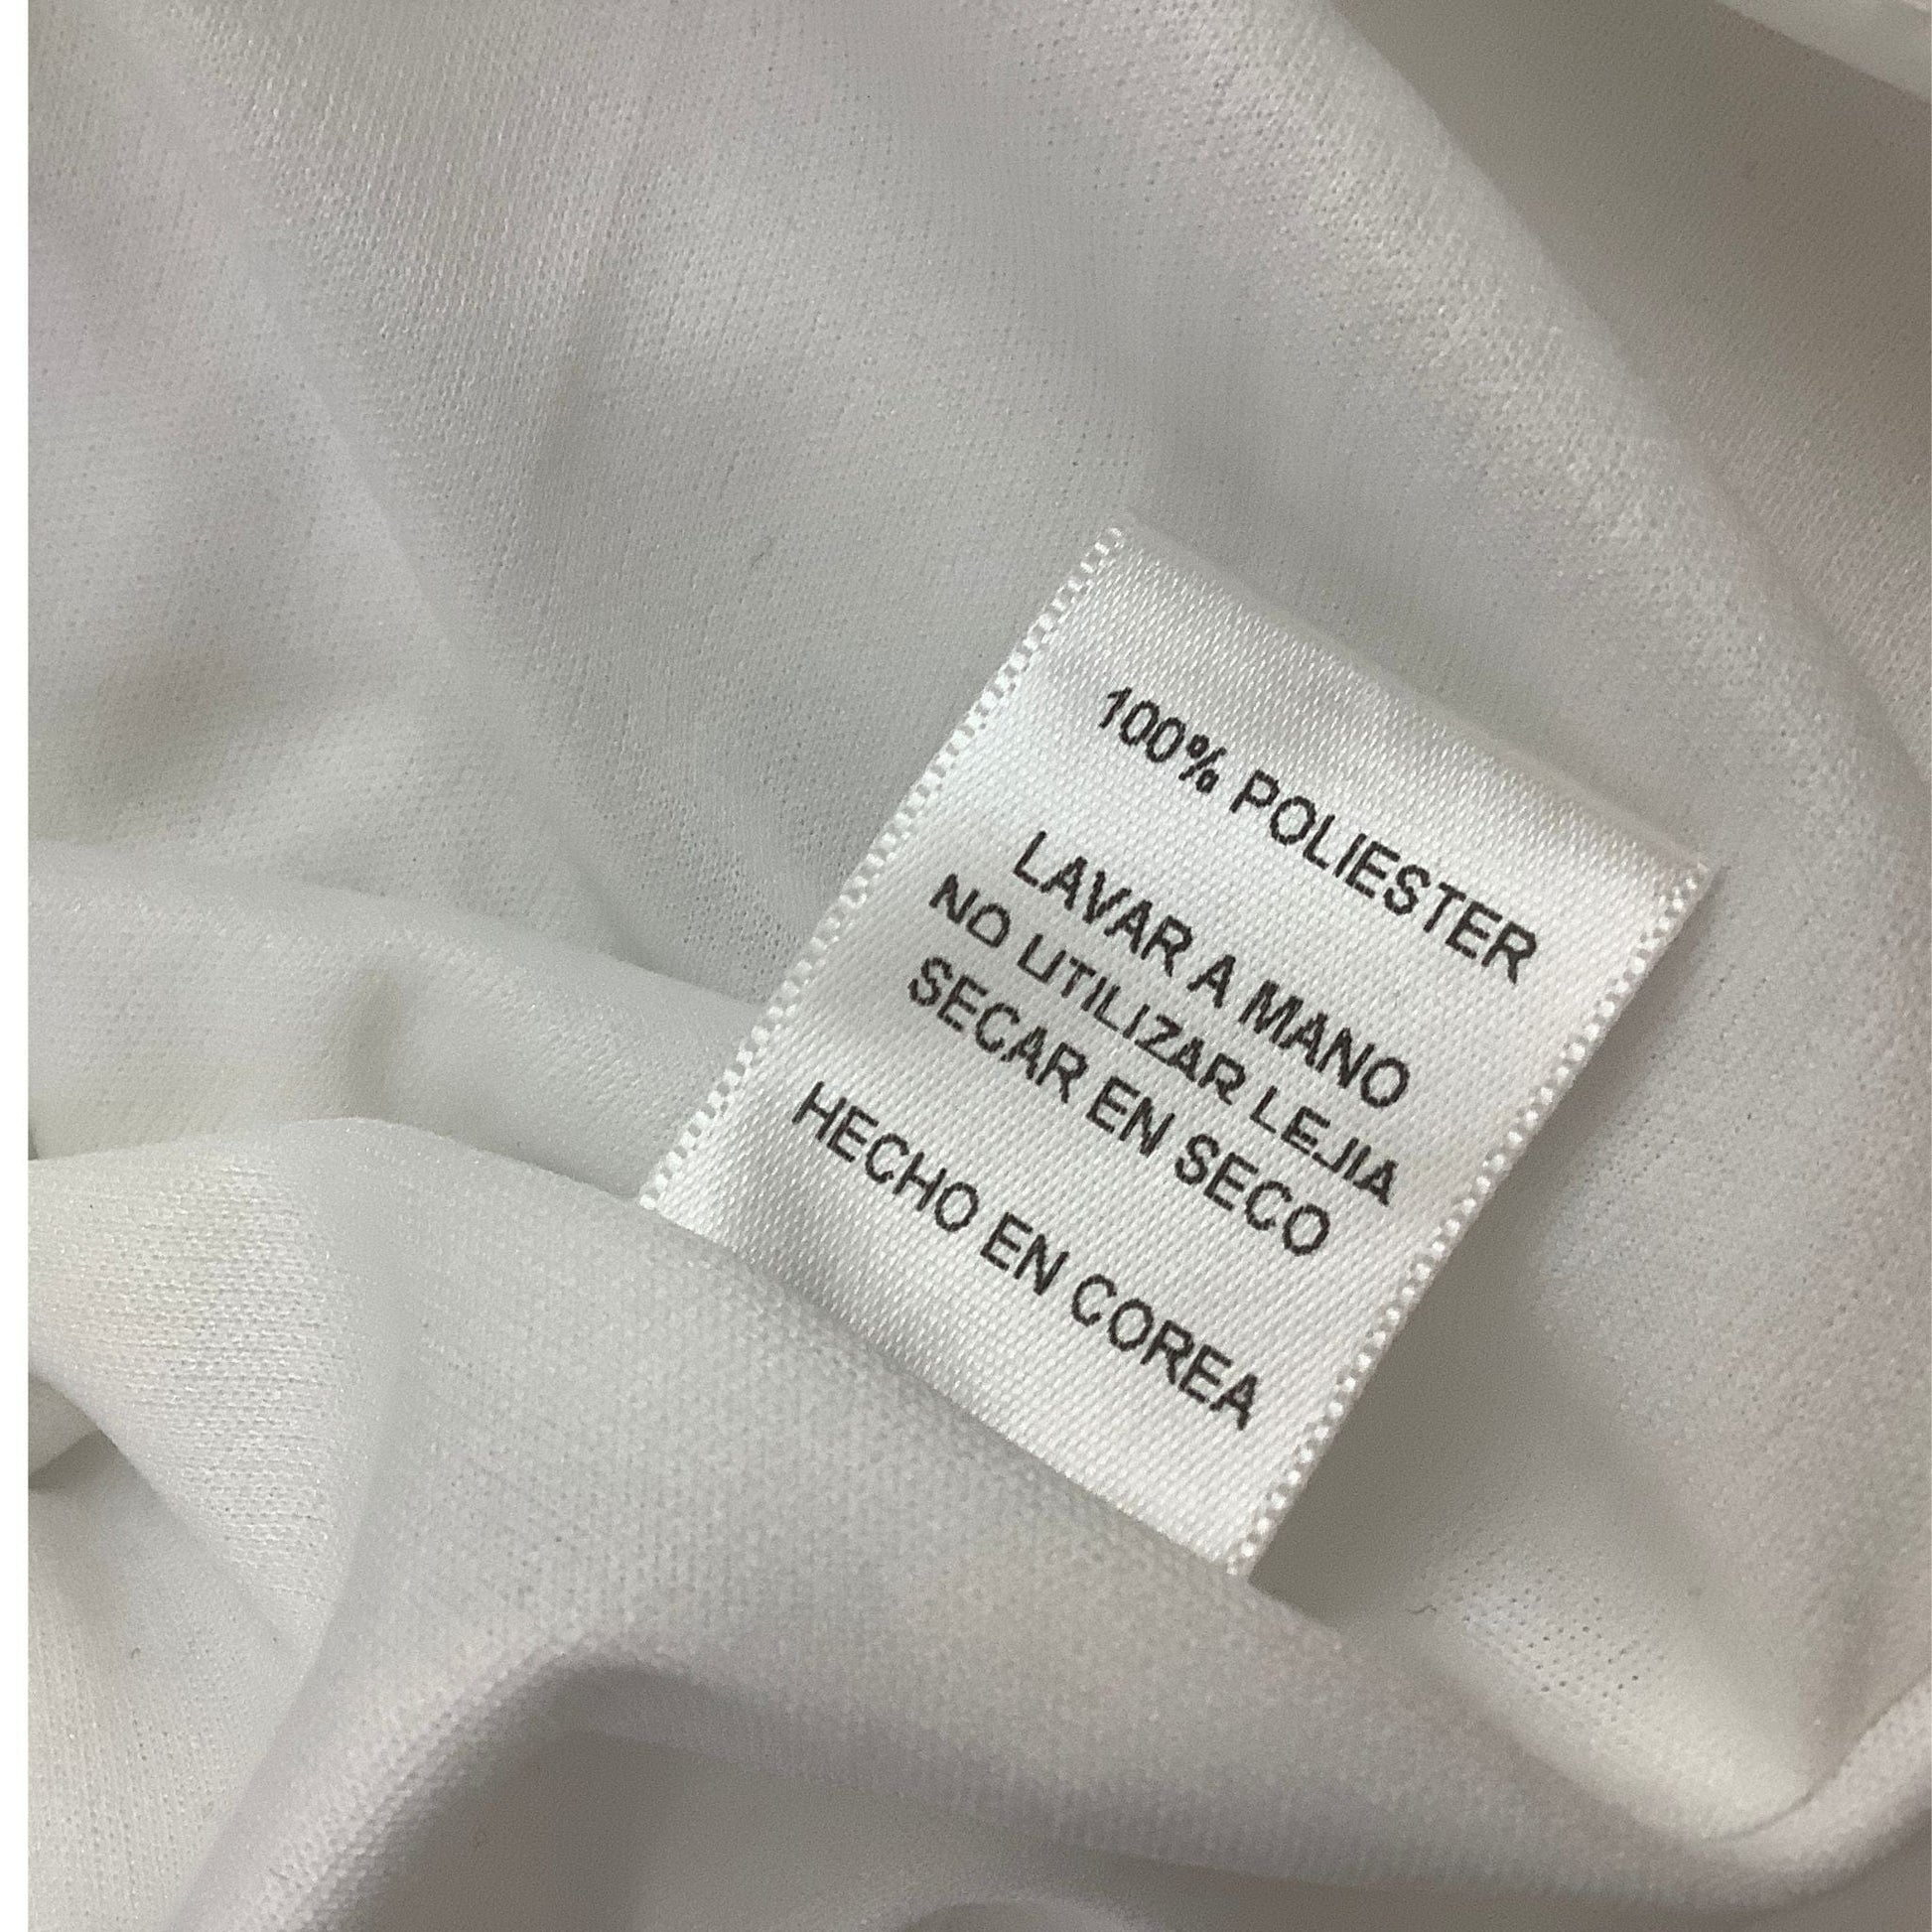 100% POLIESTER
LAVAR A MANO
NO UTILIZAR LEJIA
SECAR EN SECO
HECHO EN COREA